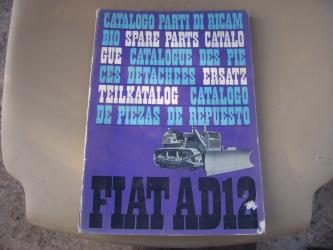 CATALOGO PARTI DI RICAM
BIO SPARE PARTS CATALO
GUE CATALOGUE DES PIE
CES DETACHEES ERSATZ
TEILKATALOG CATALOGO
DE PIEZAS DE REPUESTO
FIAT AD12